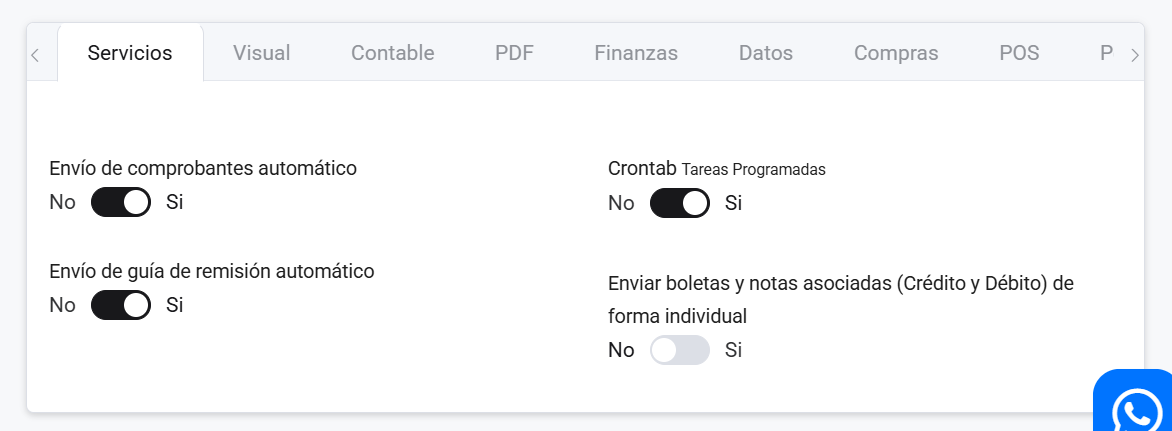 Servicios Visual Contable PDF Finanzas Datos Compras POS P
Envío de comprobantes automático
No Si
Crontab Tareas Programadas
No Si
Envío de guía de remisión automático
No Si
Enviar boletas y notas asociadas (Crédito y Débito) de
forma individual
No Si